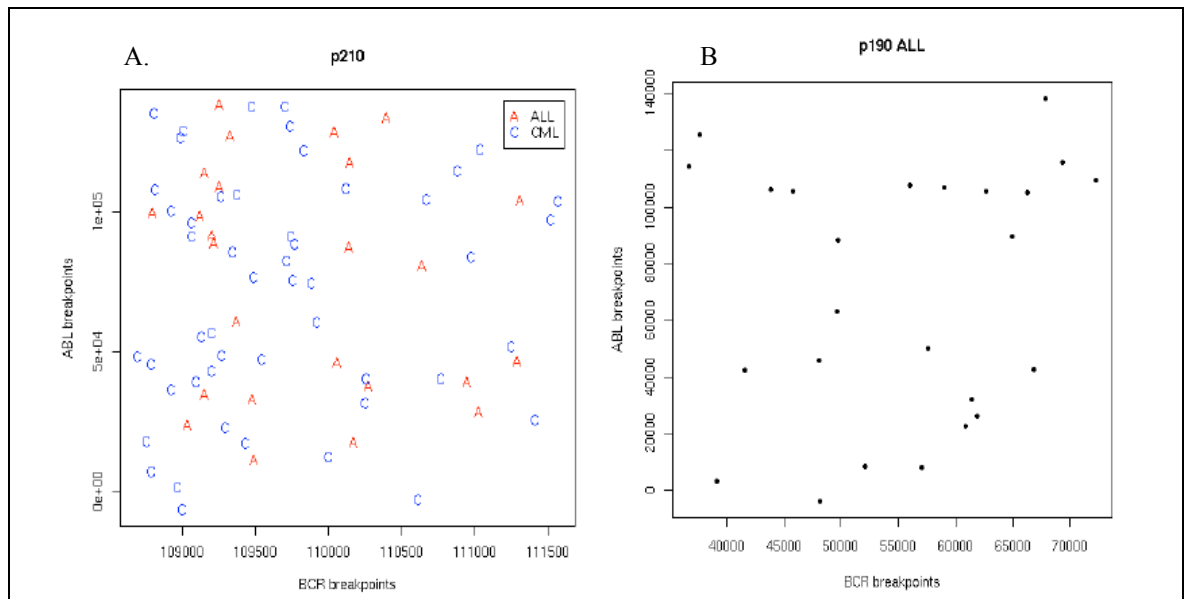 A.
p210
A ALL
C CML
ABL breakpoints
1e+05
5e+04
0e+00
109000 109500 110000 110500 111000 111500
BCR breakpoints
B
p190 ALL
ABL breakpoints
140000
100000
80000
60000
40000
20000
0
40000 45000 50000 55000 60000 65000 70000
BCR breakpoints